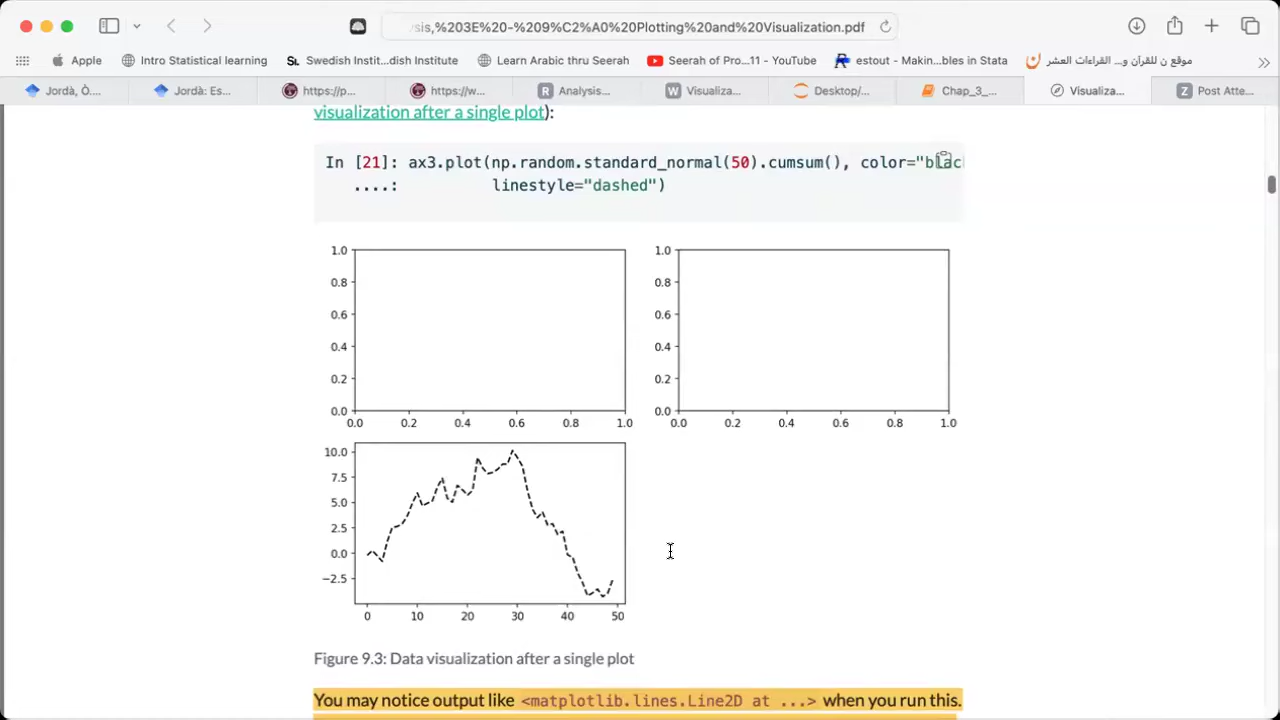 sis,%203E%20-%209%C2%A0%20Plotting%20and%20Visualization.pdf
Apple Intro Statistical learning Swedish Instit...dish Institute Learn Arabic thru Seerah Seerah of Pro...11 - YouTube estout - Makin...bles in Stata موقع ن للقرآن و... القراءات العشر
Jordà, Ò.... Jordà: Es... https://p... https://w... Analysis... Visualiza... Desktop/... Chap_3_... Visualiza... Post Atte...
visualization after a single plot):
In [21]: ax3.plot(np.random.standard_normal(50).cumsum(), color="blac
....: linestyle="dashed")
1.0 1.0
0.8 0.8
0.6 0.6
0.4 0.4
0.2 0.2
0.0 0.0
0.0 0.2 0.4 0.6 0.8 1.0 0.0 0.2 0.4 0.6 0.8 1.0
10.0
7.5
5.0
2.5
0.0
−2.5
0 10 20 30 40 50
Figure 9.3: Data visualization after a single plot
You may notice output like <matplotlib.lines.Line2D at ...> when you run this.